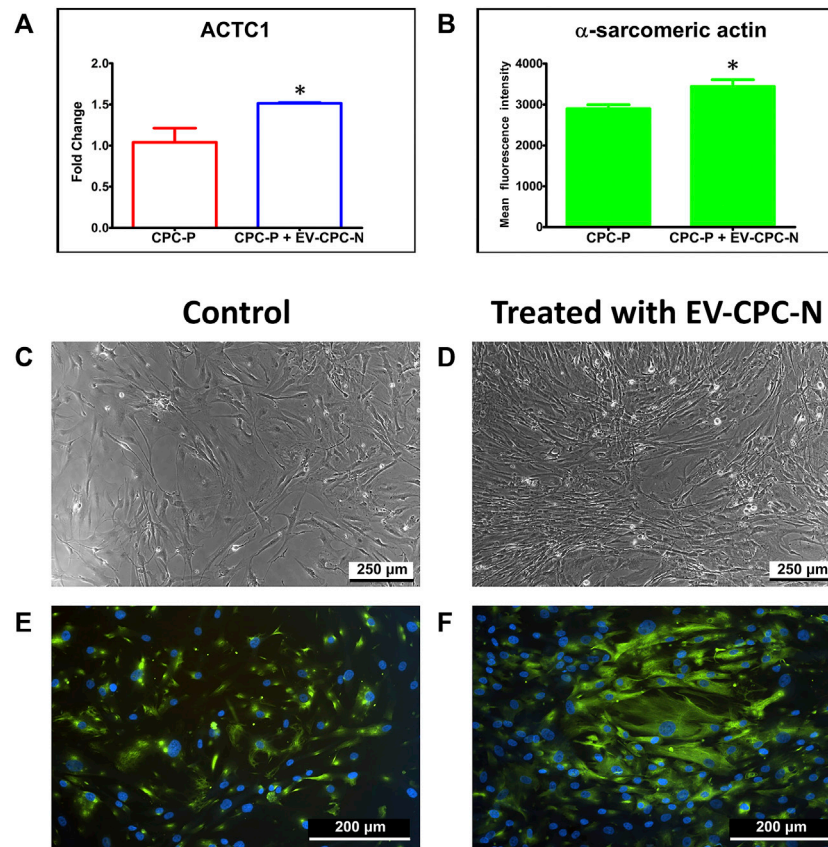 A
ACTC1
Fold Change
2.0
1.5
1.0
0.5
0.0
*
CPC-P
CPC-P + EV-CPC-N
B
α-sarcomeric actin
Mean fluorescence intensity
4000
3000
2000
1000
0
*
CPC-P
CPC-P + EV-CPC-N
Control
Treated with EV-CPC-N
C
250 µm
D
250 µm
E
200 µm
F
200 µm